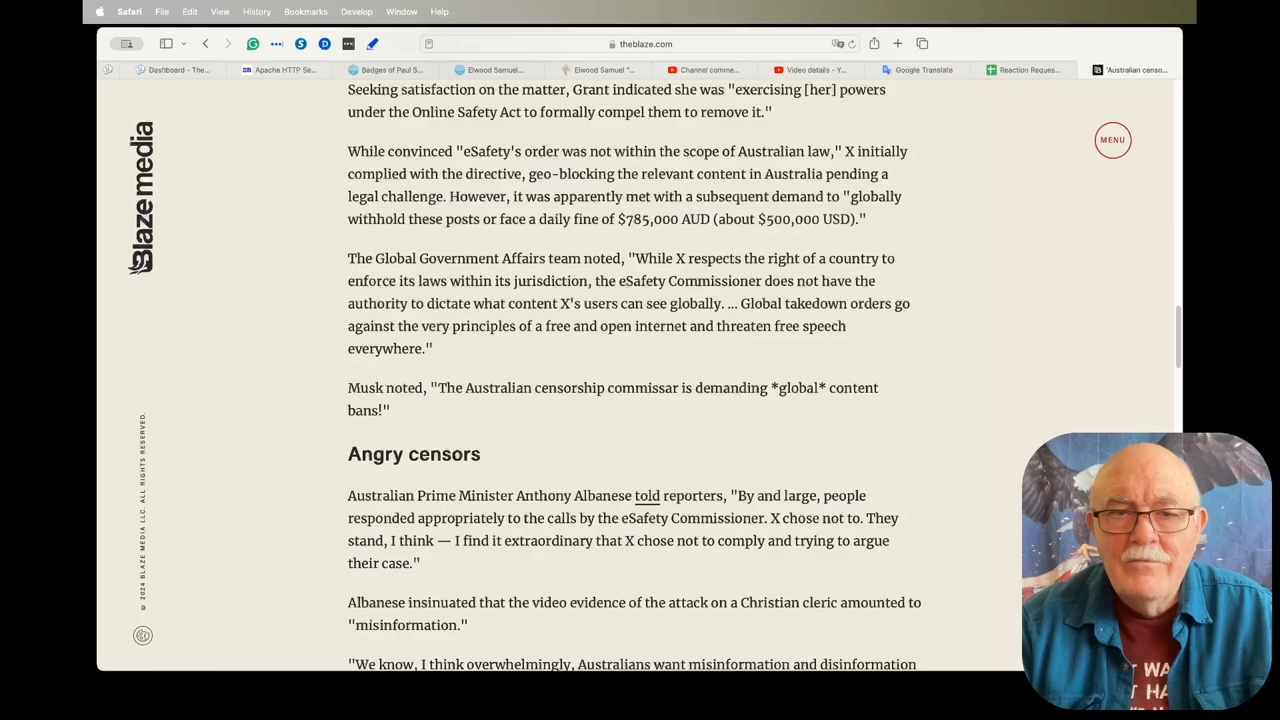 Safari File Edit View History Bookmarks Develop Window Help
theblaze.com
Dashboard - The... Apache HTTP Se... Badges of Paul S... Elwood Samuel... Elwood Samuel "... Channel comme... Video details - Y... Google Translate Reaction Reques... 'Australian censo...
Seeking satisfaction on the matter, Grant indicated she was "exercising [her] powers
under the Online Safety Act to formally compel them to remove it."
Blaze media
MENU
While convinced "eSafety's order was not within the scope of Australian law," X initially
complied with the directive, geo-blocking the relevant content in Australia pending a
legal challenge. However, it was apparently met with a subsequent demand to "globally
withhold these posts or face a daily fine of $785,000 AUD (about $500,000 USD)."
The Global Government Affairs team noted, "While X respects the right of a country to
enforce its laws within its jurisdiction, the eSafety Commissioner does not have the
authority to dictate what content X's users can see globally. ... Global takedown orders go
against the very principles of a free and open internet and threaten free speech
everywhere."
Musk noted, "The Australian censorship commissar is demanding *global* content
bans!"
Angry censors
Australian Prime Minister Anthony Albanese told reporters, "By and large, people
responded appropriately to the calls by the eSafety Commissioner. X chose not to. They
stand, I think — I find it extraordinary that X chose not to comply and trying to argue
their case."
Albanese insinuated that the video evidence of the attack on a Christian cleric amounted to
"misinformation."
"We know, I think overwhelmingly, Australians want misinformation and disinformation
© 2024 BLAZE MEDIA LLC. ALL RIGHTS RESERVED.